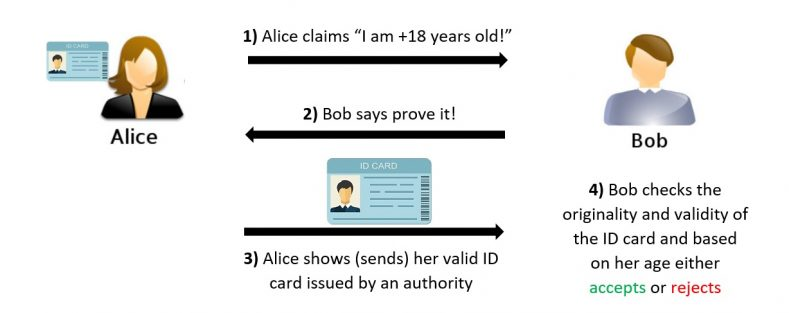 1) Alice claims “I am +18 years old!”
ID CARD
Alice
2) Bob says prove it!
Bob
ID CARD
3) Alice shows (sends) her valid ID
card issued by an authority
4) Bob checks the
originality and validity of
the ID card and based
on her age either
accepts or rejects